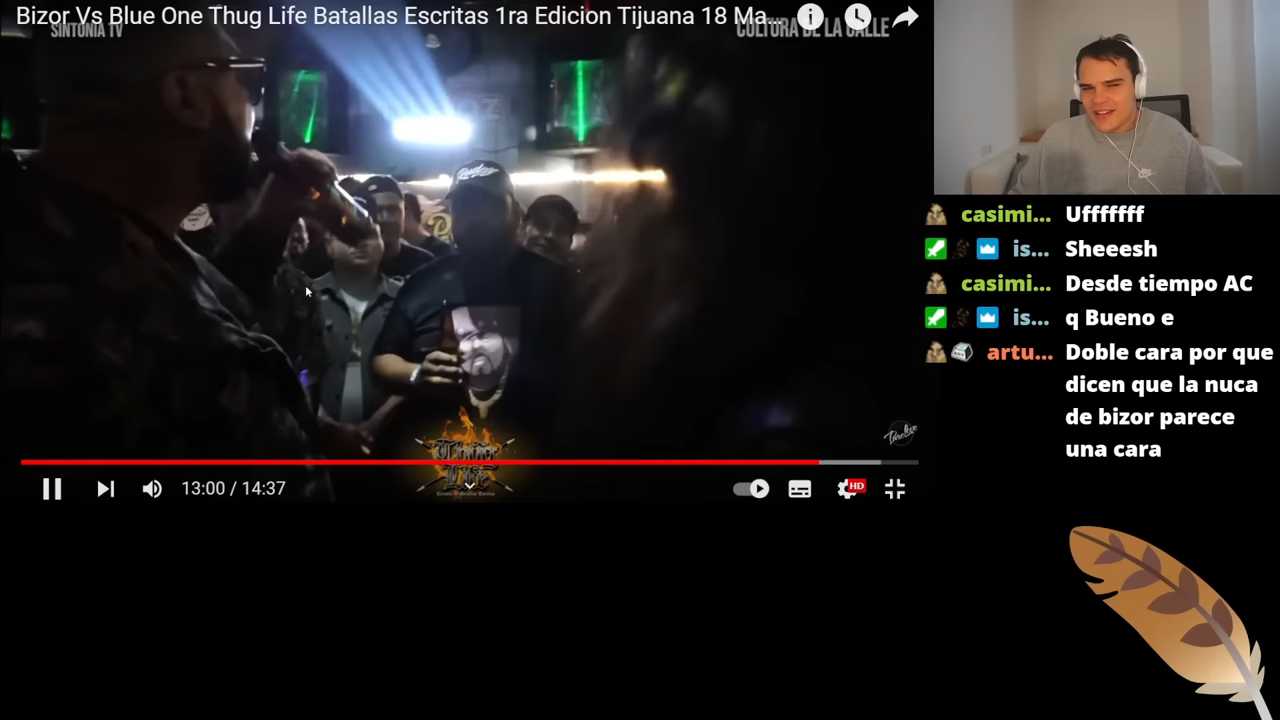 Bizor Vs Blue One Thug Life Batallas Escritas 1ra Edicion Tijuana 18 Ma...
SINTONIA TV
CULTURA DE LA CALLE
casimi... Ufffffff
is... Sheeesh
casimi... Desde tiempo AC
is... q Bueno e
artu... Doble cara por que
dicen que la nuca
de bizor parece
una cara
13:00 / 14:37
HD